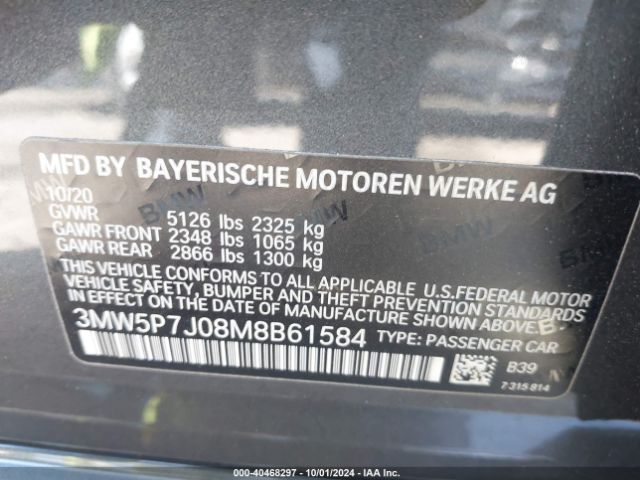 MFD BY BAYERISCHE MOTOREN WERKE AG
10/20
GVWR 5126 lbs 2325 kg
GAWR FRONT 2348 lbs 1065 kg
GAWR REAR 2866 lbs 1300 kg
THIS VEHICLE CONFORMS TO ALL APPLICABLE U.S.FEDERAL MOTOR
VEHICLE SAFETY, BUMPER AND THEFT PREVENTION STANDARDS
IN EFFECT ON THE DATE OF MANUFACTURE SHOWN ABOVE.
3MW5P7J08M8B61584 TYPE: PASSENGER CAR
B39
7 315 814
000-40468297 - 10/01/2024 - IAA Inc.